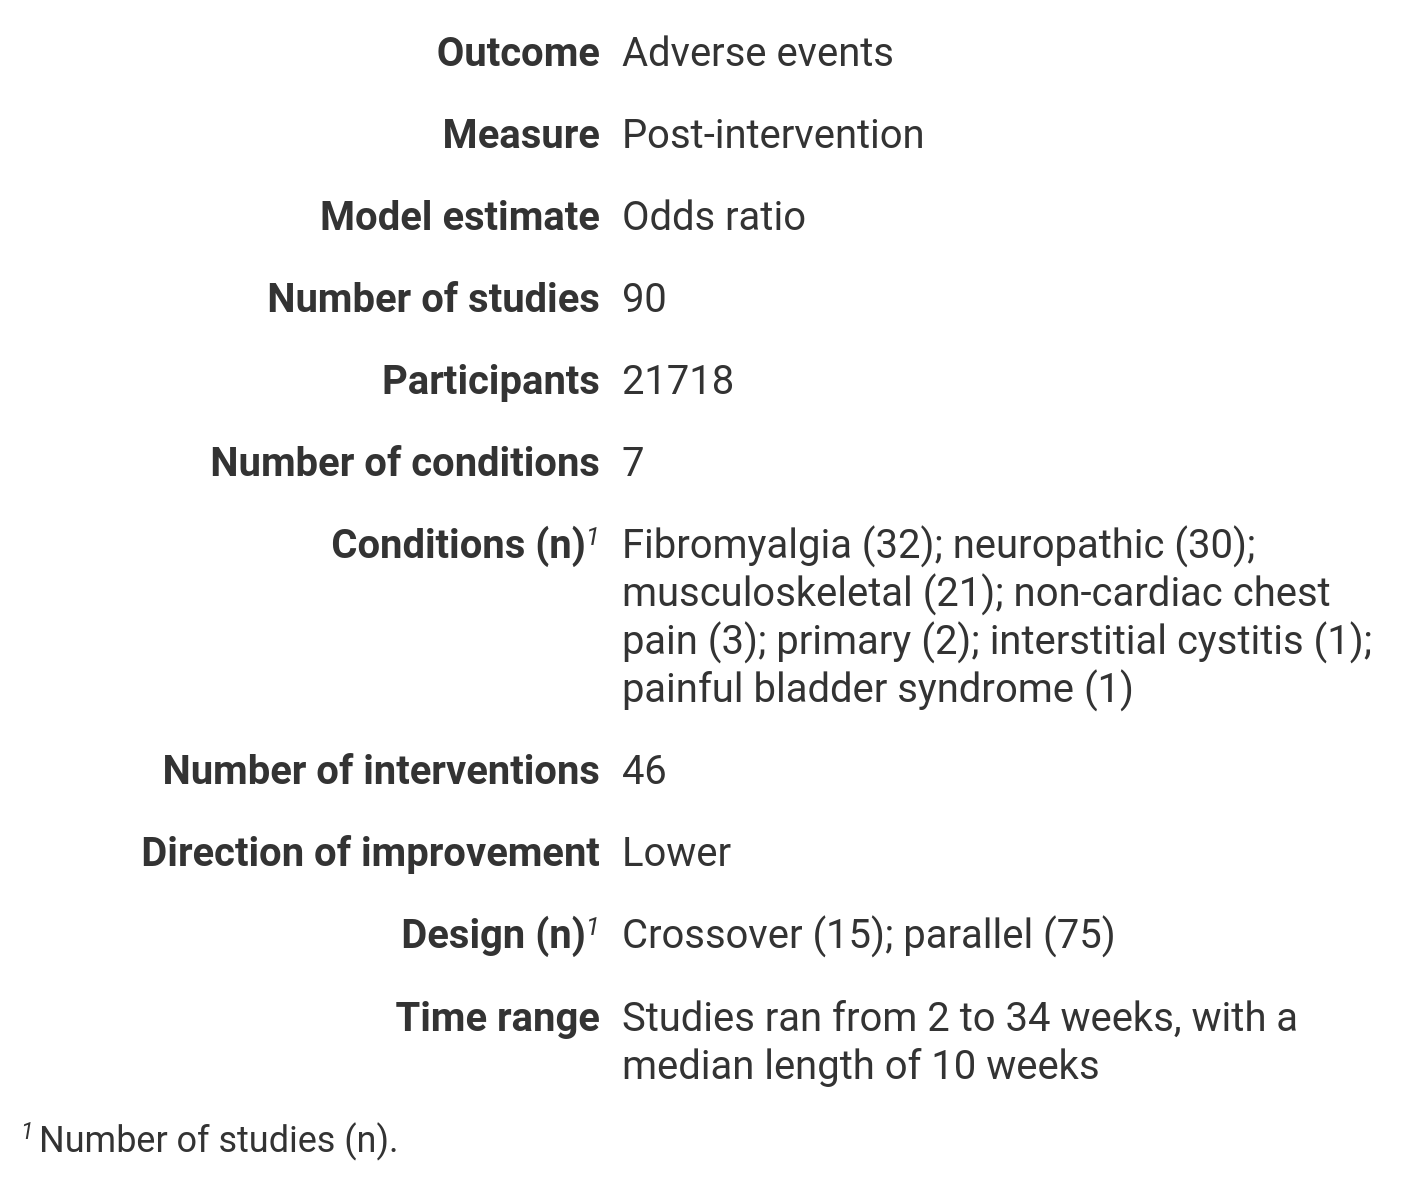 Outcome Adverse events
Measure Post-intervention
Model estimate Odds ratio
Number of studies 90
Participants 21718
Number of conditions 7
Conditions (n)1 Fibromyalgia (32); neuropathic (30);
musculoskeletal (21); non-cardiac chest
pain (3); primary (2); interstitial cystitis (1);
painful bladder syndrome (1)
Number of interventions 46
Direction of improvement Lower
Design (n)1 Crossover (15); parallel (75)
Time range Studies ran from 2 to 34 weeks, with a
median length of 10 weeks
1 Number of studies (n).